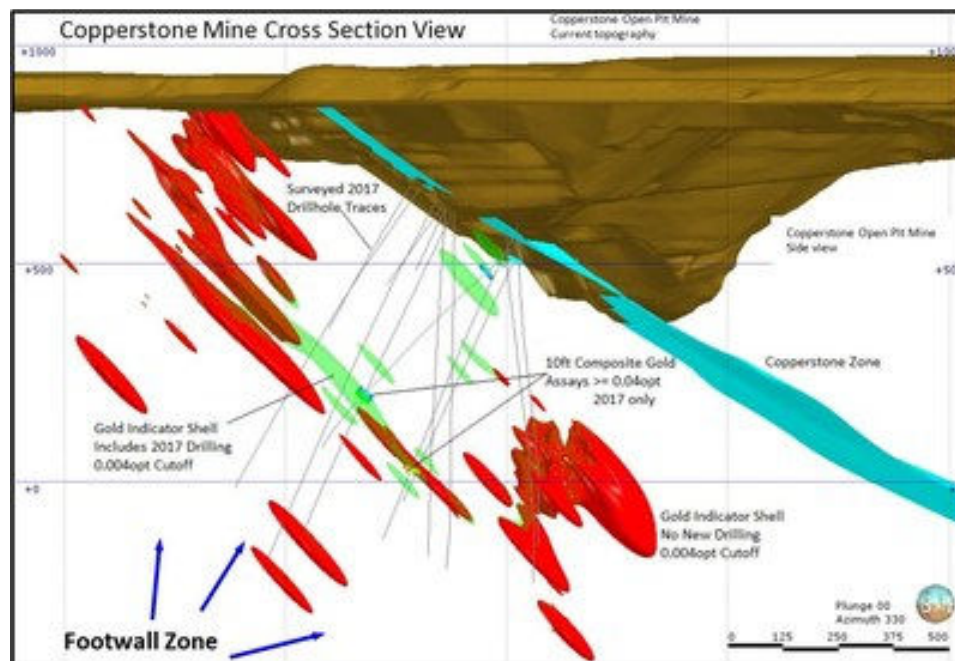 Copperstone Mine Cross Section View
Copperstone Open Pit Mine
Current topography
+1000
+100
Surveyed 2017
Drillhole Traces
Copperstone Open Pit Mine
Side view
+500
+50
Copperstone Zone
10ft Composite Gold
Assays >= 0.04opt
2017 only
Gold Indicator Shell
Includes 2017 Drilling
0.004opt Cutoff
+0
Gold Indicator Shell
No New Drilling
0.004opt Cutoff
Footwall Zone
Plunge 00
Azimuth 330
0 125 250 375 500